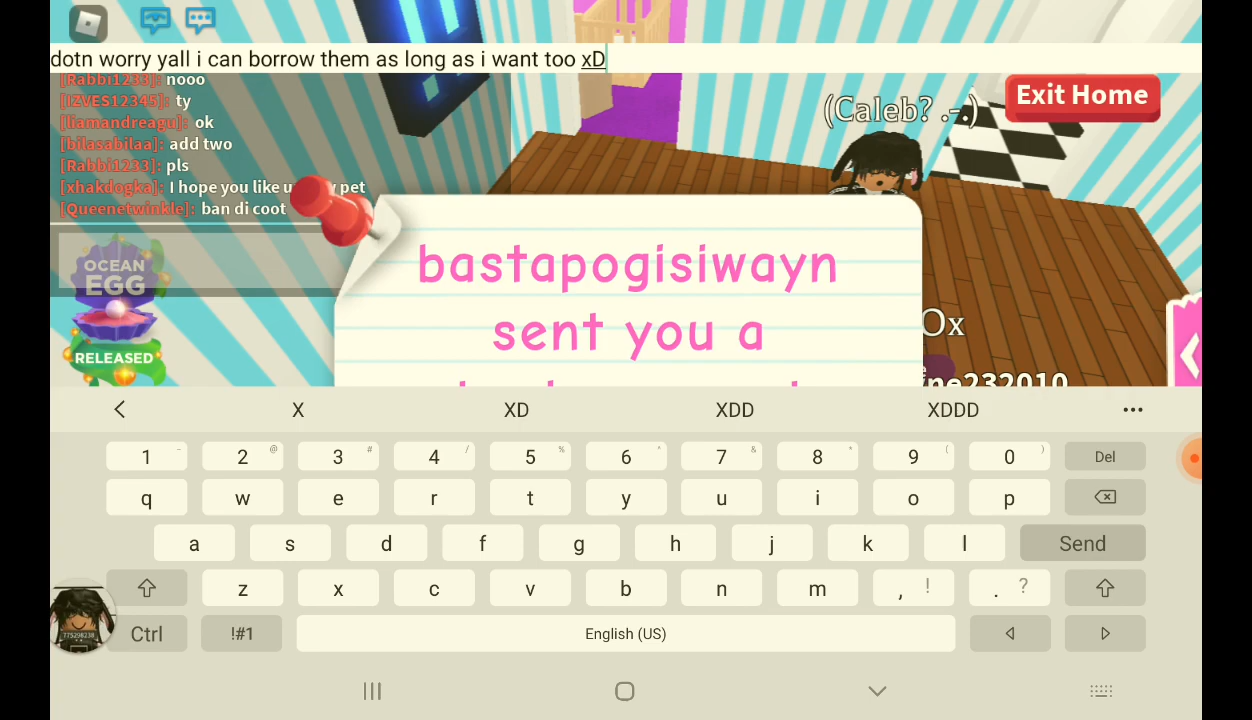 dotn worry yall i can borrow them as long as i want too xD
[Rabbi1233]: nooo
[IZVES12345]: ty
[liamandreagu]: ok
[bilasabilaa]: add two
[Rabbi1233]: pls
[xhakdogka]: I hope you like u pet
[Queenetwinkle]: ban di coot
(Caleb? .-.)
Exit Home
OCEAN
EGG
RELEASED
bastapogisiwayn
sent you a
Ox
ne232010
X XD XDD XDDD
1 2 3 4 5 6 7 8 9 0 Del
- @ # / % ^ & * ( )
q w e r t y u i o p
a s d f g h j k l Send
z x c v b n m , ! . ?
Ctrl !#1 English (US)